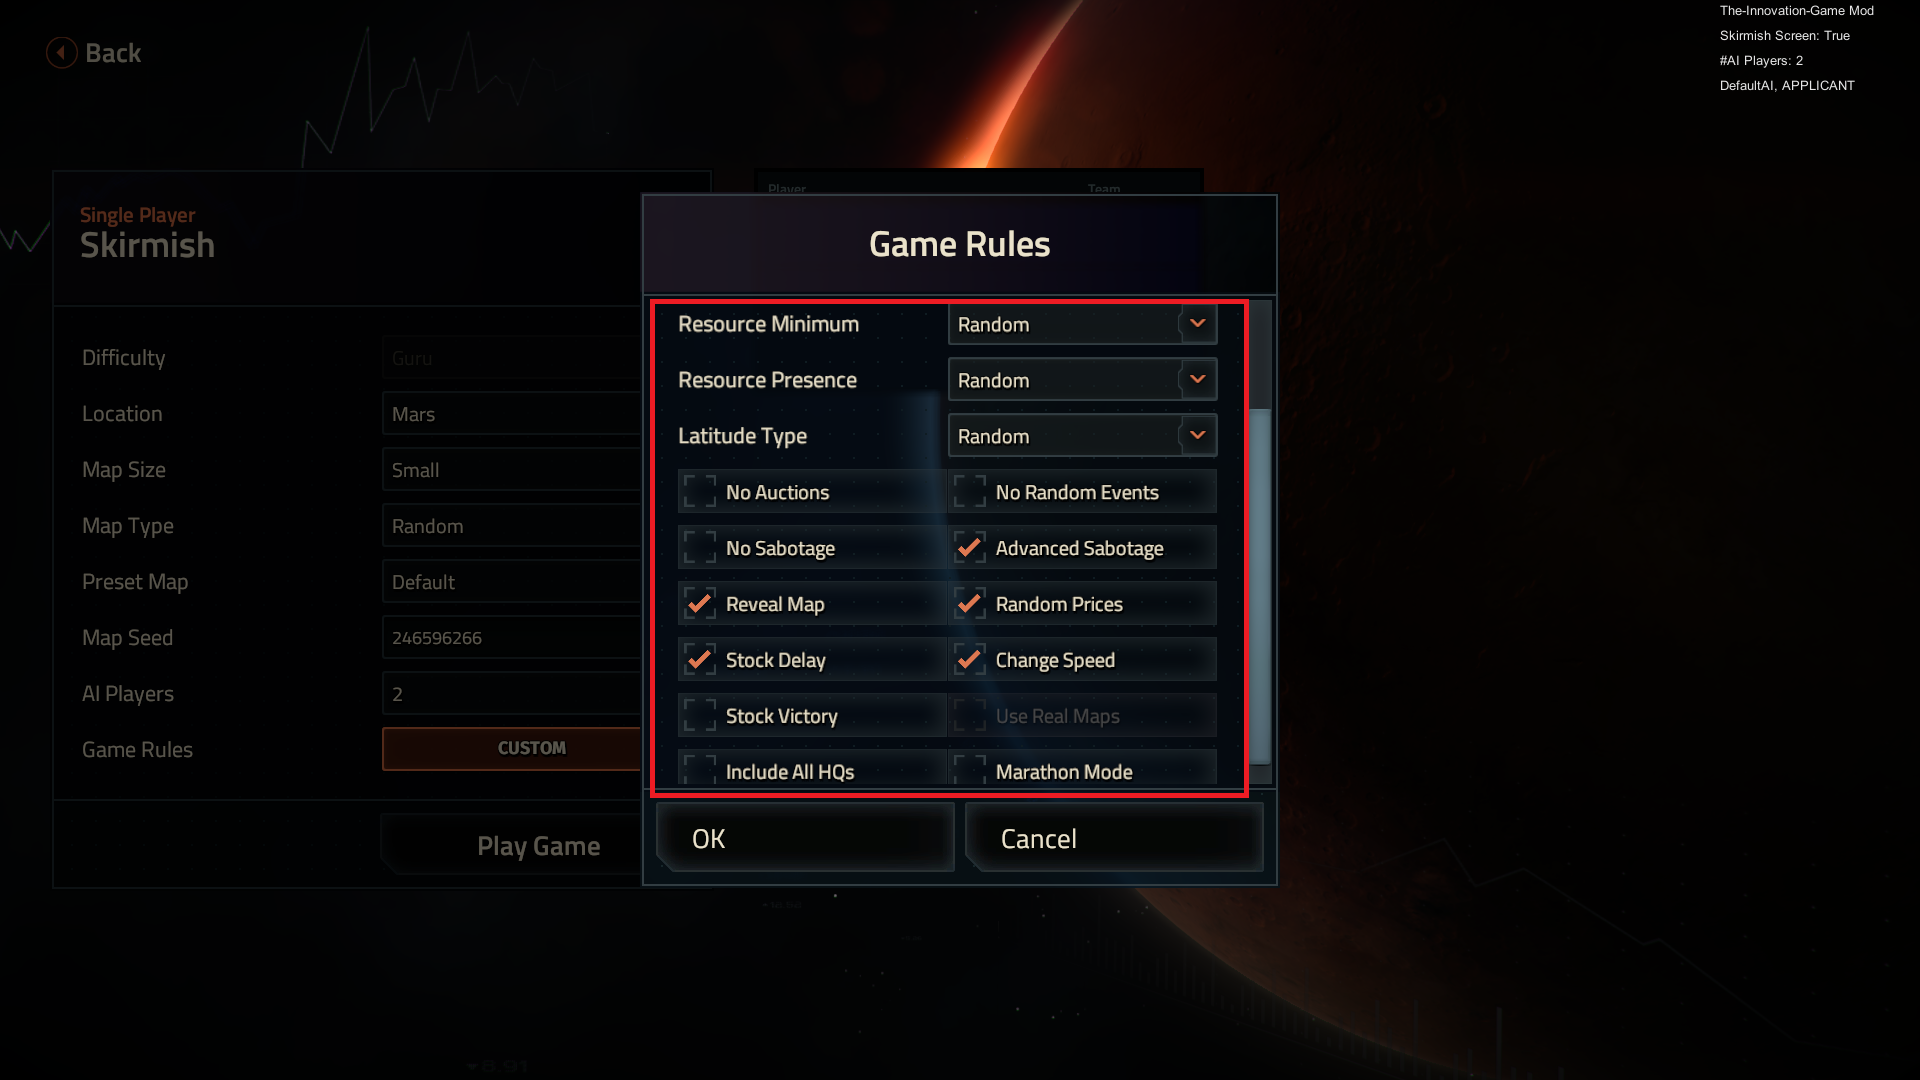 The-Innovation-Game Mod
Skirmish Screen: True
#AI Players: 2
DefaultAI, APPLICANT
Back
Player Team
Single Player
Skirmish
Difficulty Guru
Location Mars
Map Size Small
Map Type Random
Preset Map Default
Map Seed 246596266
AI Players 2
Game Rules CUSTOM
Play Game
Game Rules
Resource Minimum Random
Resource Presence Random
Latitude Type Random
No Auctions No Random Events
No Sabotage Advanced Sabotage
Reveal Map Random Prices
Stock Delay Change Speed
Stock Victory Use Real Maps
Include All HQs Marathon Mode
OK Cancel
8.91